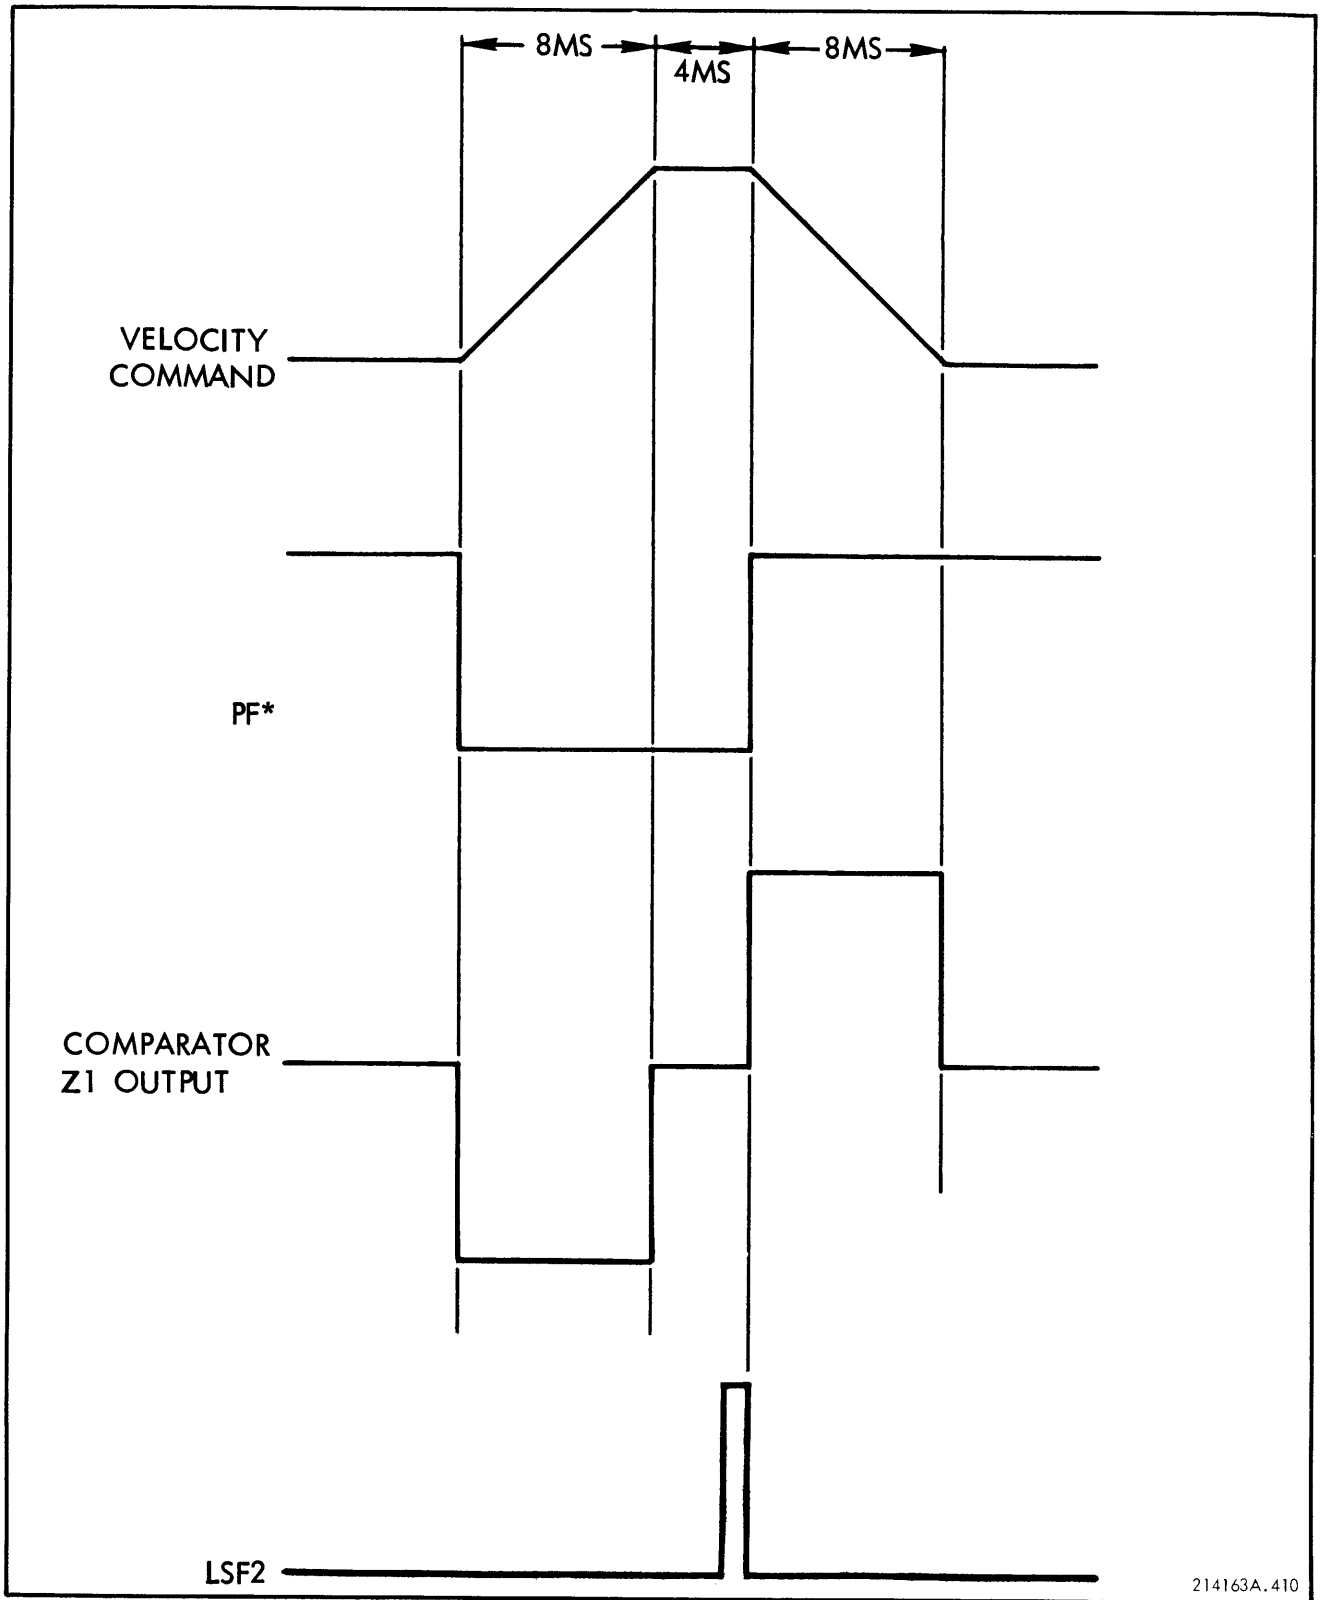 8MS
4MS
8MS
VELOCITY
COMMAND
PF*
COMPARATOR
Z1 OUTPUT
LSF2
214163A.410